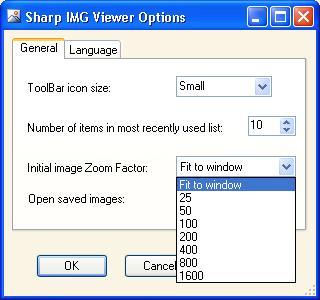 Sharp IMG Viewer Options
General
Language
ToolBar icon size:
Small
Number of items in most recently used list:
10
Initial image Zoom Factor:
Fit to window
Fit to window
25
50
100
200
400
800
1600
Open saved images:
OK
Cancel